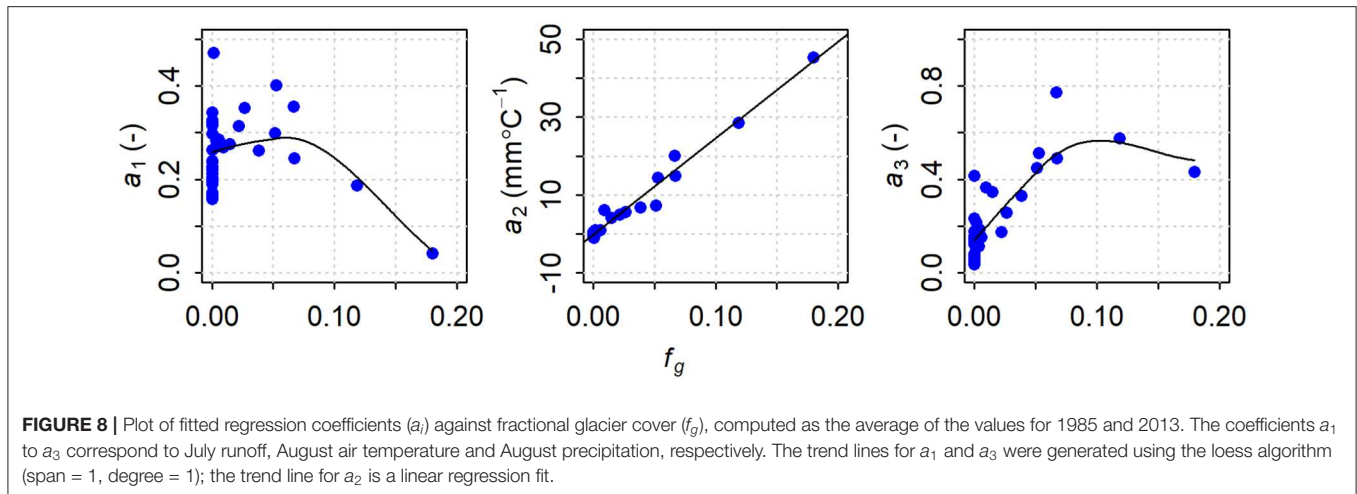 a1 (-)
0.0 0.2 0.4
0.00 0.10 0.20
a2 (mm°C−1)
-10 10 30 50
0.00 0.10 0.20
fg
a3 (-)
0.0 0.4 0.8
0.00 0.10 0.20
FIGURE 8 | Plot of fitted regression coefficients (ai) against fractional glacier cover (fg), computed as the average of the values for 1985 and 2013. The coefficients a1
to a3 correspond to July runoff, August air temperature and August precipitation, respectively. The trend lines for a1 and a3 were generated using the loess algorithm
(span = 1, degree = 1); the trend line for a2 is a linear regression fit.